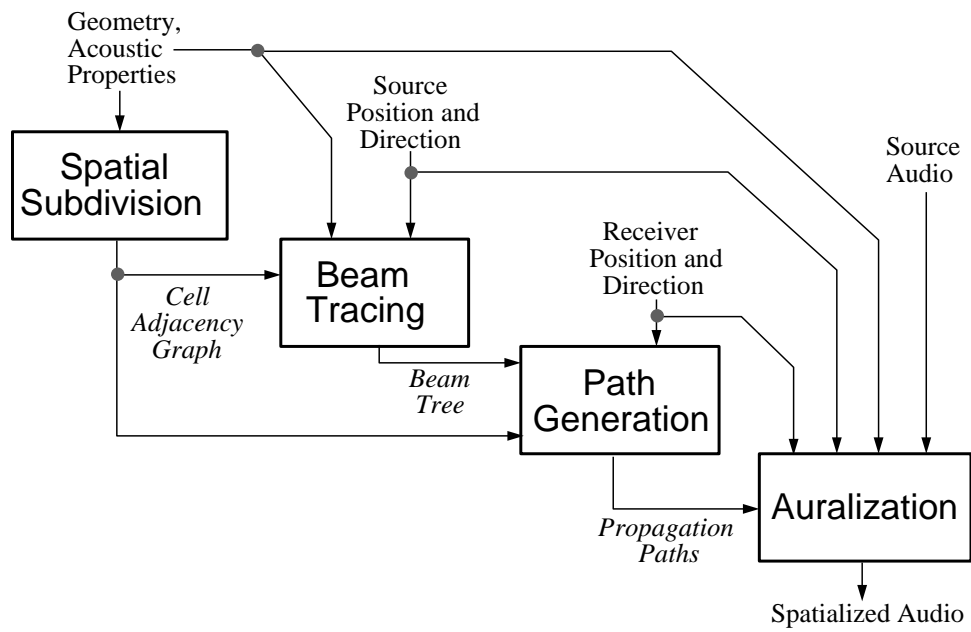 Geometry,
Acoustic
Properties
Source
Position and
Direction
Source
Audio
Spatial
Subdivision
Receiver
Position and
Direction
Beam
Tracing
Cell
Adjacency
Graph
Beam
Tree
Path
Generation
Auralization
Propagation
Paths
Spatialized Audio